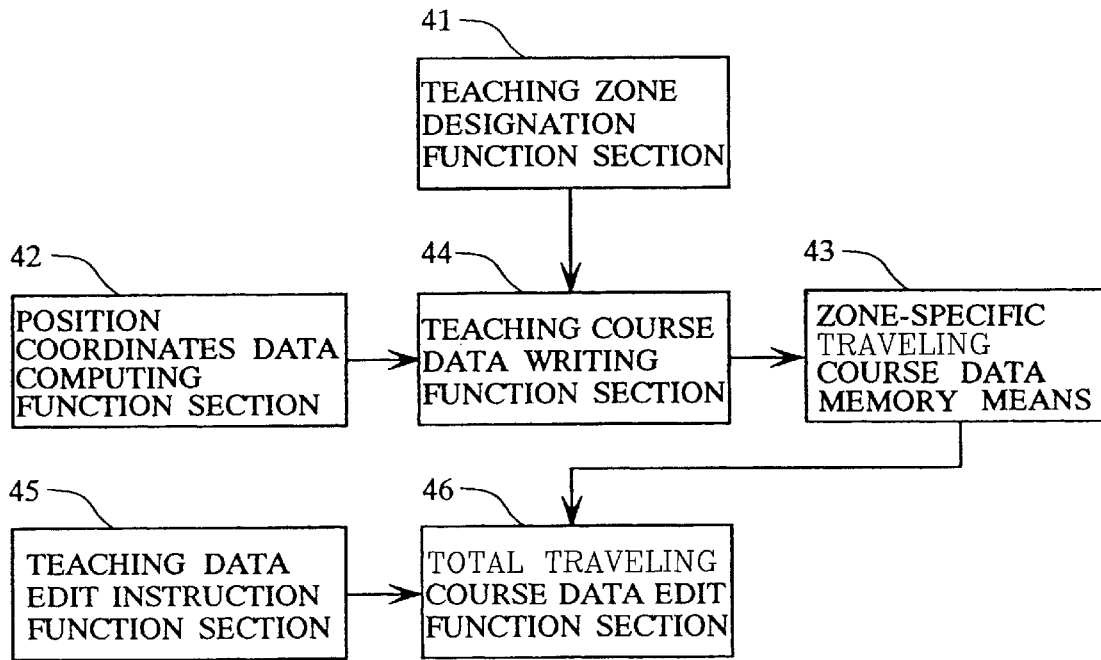 41
TEACHING ZONE
DESIGNATION
FUNCTION SECTION
42
POSITION
COORDINATES DATA
COMPUTING
FUNCTION SECTION
44
TEACHING COURSE
DATA WRITING
FUNCTION SECTION
43
ZONE-SPECIFIC
TRAVELING
COURSE DATA
MEMORY MEANS
45
TEACHING DATA
EDIT INSTRUCTION
FUNCTION SECTION
46
TOTAL TRAVELING
COURSE DATA EDIT
FUNCTION SECTION